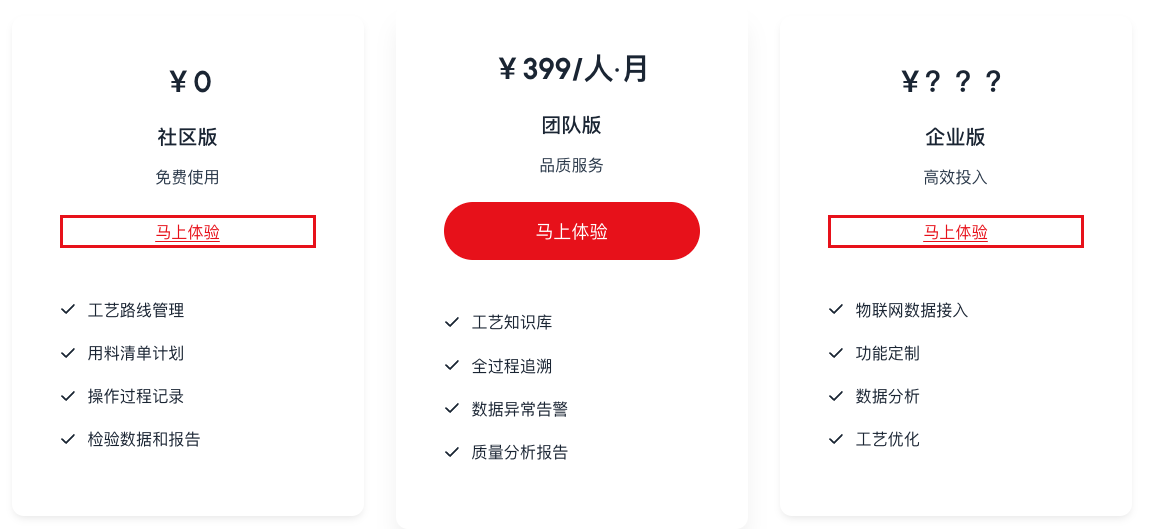 ¥0
社区版
免费使用
马上体验
工艺路线管理
用料清单计划
操作过程记录
检验数据和报告
¥399/人·月
团队版
品质服务
马上体验
工艺知识库
全过程追溯
数据异常告警
质量分析报告
¥？？？
企业版
高效投入
马上体验
物联网数据接入
功能定制
数据分析
工艺优化